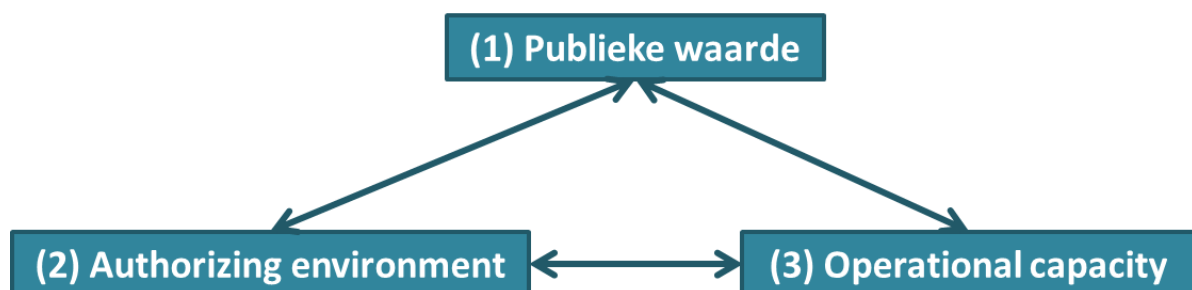 (1) Publieke waarde
(2) Authorizing environment
(3) Operational capacity